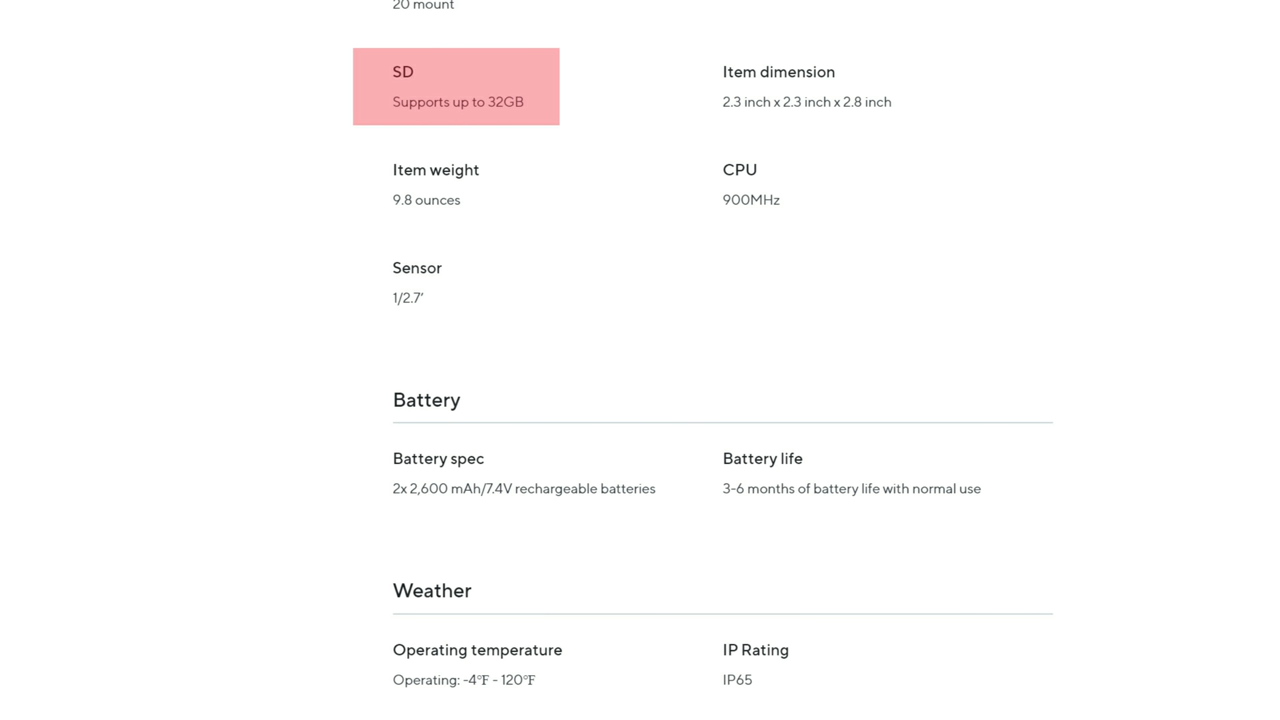 20 mount
SD
Supports up to 32GB
Item dimension
2.3 inch x 2.3 inch x 2.8 inch
Item weight
9.8 ounces
CPU
900MHz
Sensor
1/2.7′
Battery
Battery spec
2x 2,600 mAh/7.4V rechargeable batteries
Battery life
3-6 months of battery life with normal use
Weather
Operating temperature
Operating: -4℉ - 120℉
IP Rating
IP65